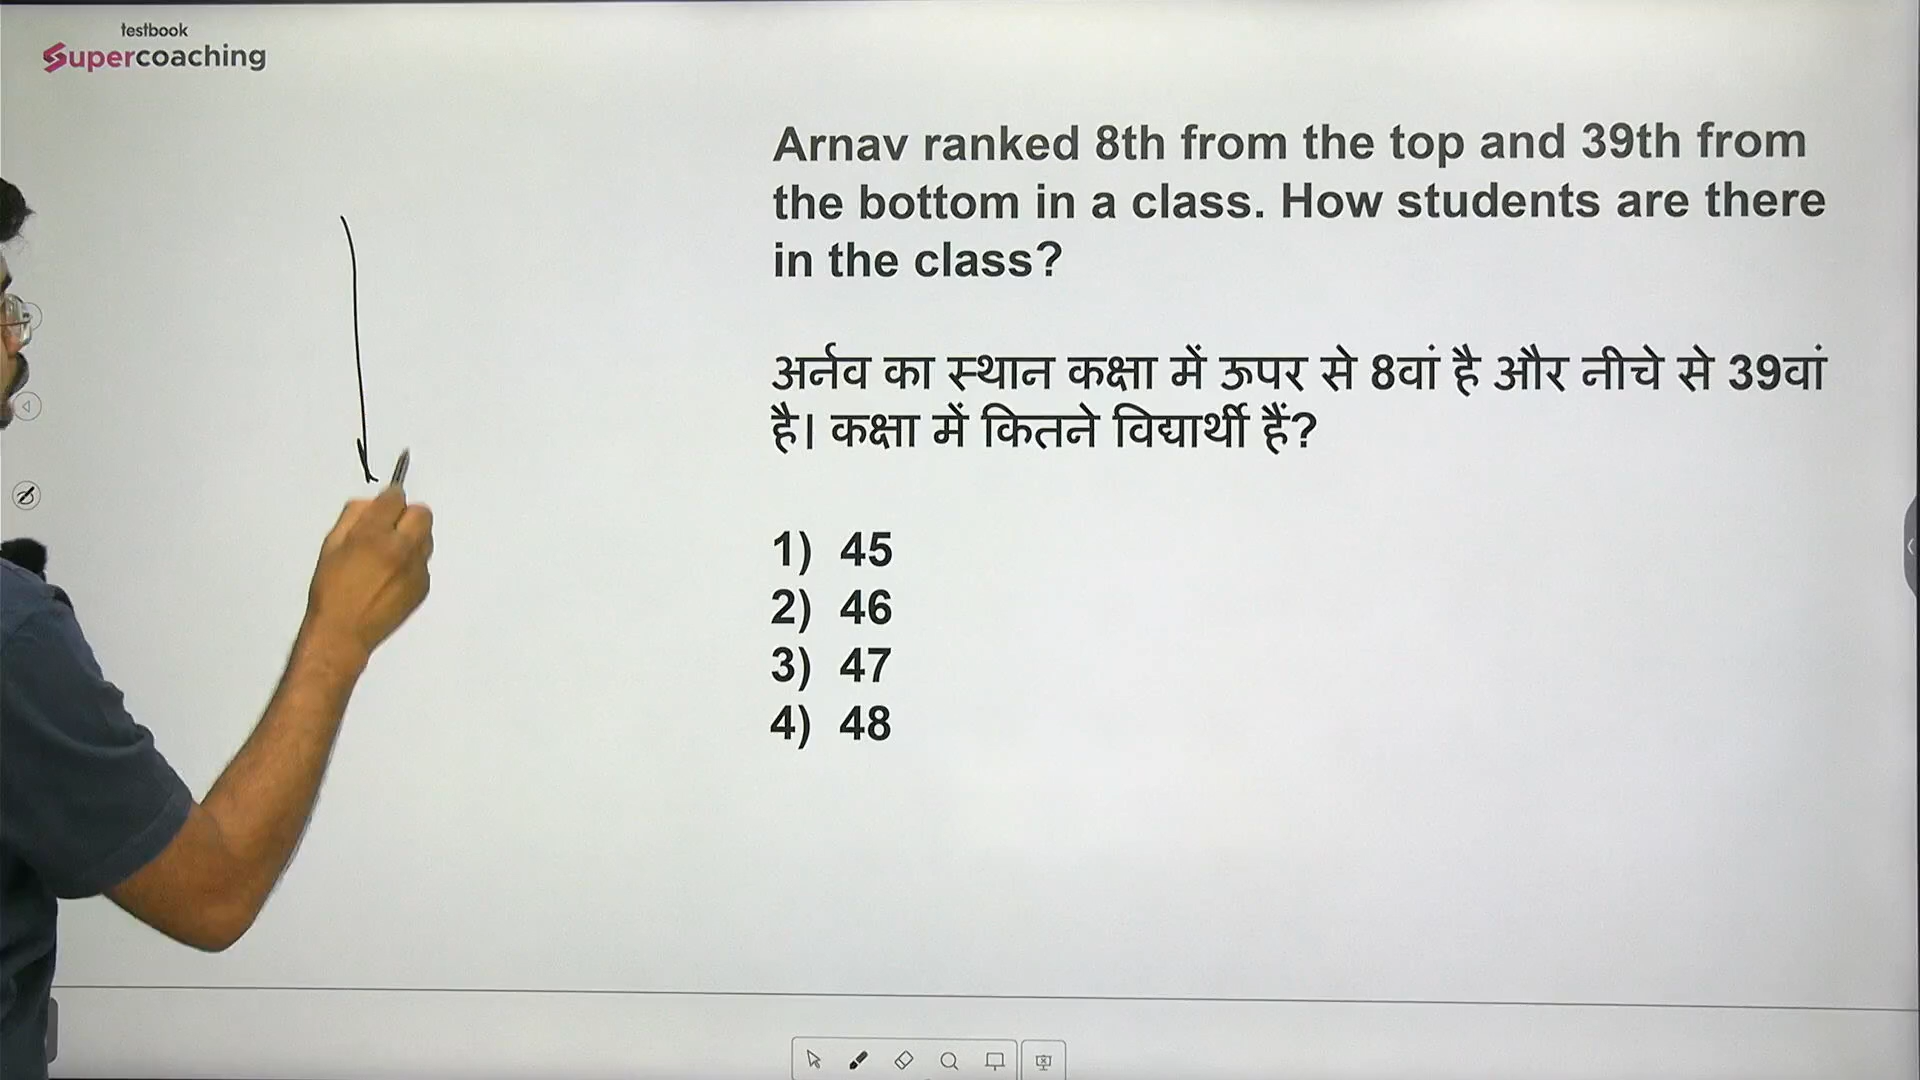 testbook
Supercoaching
Arnav ranked 8th from the top and 39th from
the bottom in a class. How students are there
in the class?
अर्नव का स्थान कक्षा में ऊपर से 8वां है और नीचे से 39वां
है। कक्षा में कितने विद्यार्थी हैं?
1) 45
2) 46
3) 47
4) 48